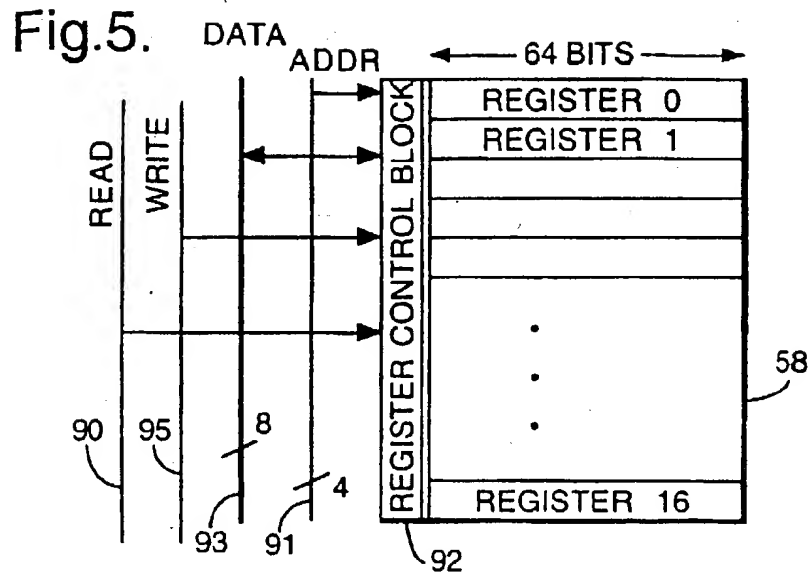 Fig.5.
DATA
ADDR
64 BITS
READ
WRITE
REGISTER CONTROL BLOCK
REGISTER 0
REGISTER 1
58
8
90
95
4
REGISTER 16
93
91
92